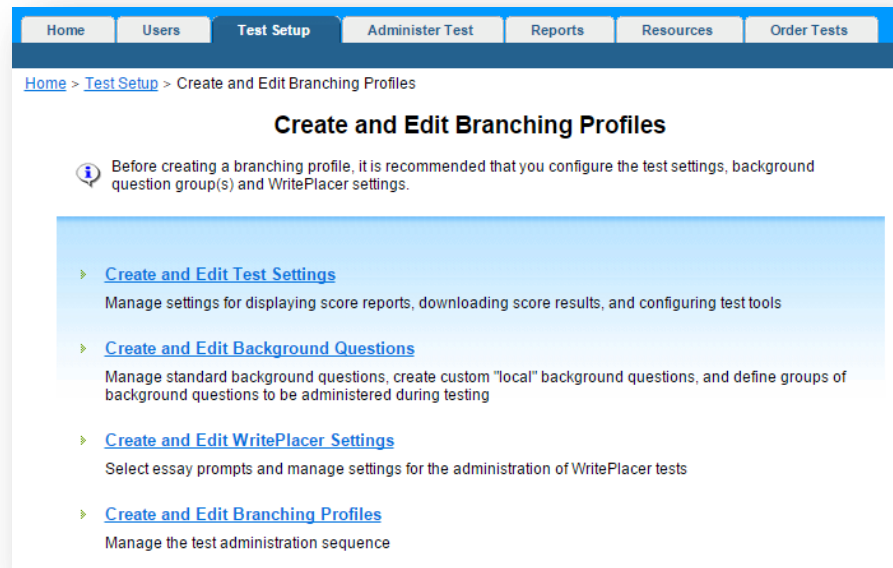 Home Users Test Setup Administer Test Reports Resources Order Tests
Home > Test Setup > Create and Edit Branching Profiles
Create and Edit Branching Profiles
Before creating a branching profile, it is recommended that you configure the test settings, background
question group(s) and WritePlacer settings.
Create and Edit Test Settings
Manage settings for displaying score reports, downloading score results, and configuring test tools
Create and Edit Background Questions
Manage standard background questions, create custom "local" background questions, and define groups of
background questions to be administered during testing
Create and Edit WritePlacer Settings
Select essay prompts and manage settings for the administration of WritePlacer tests
Create and Edit Branching Profiles
Manage the test administration sequence